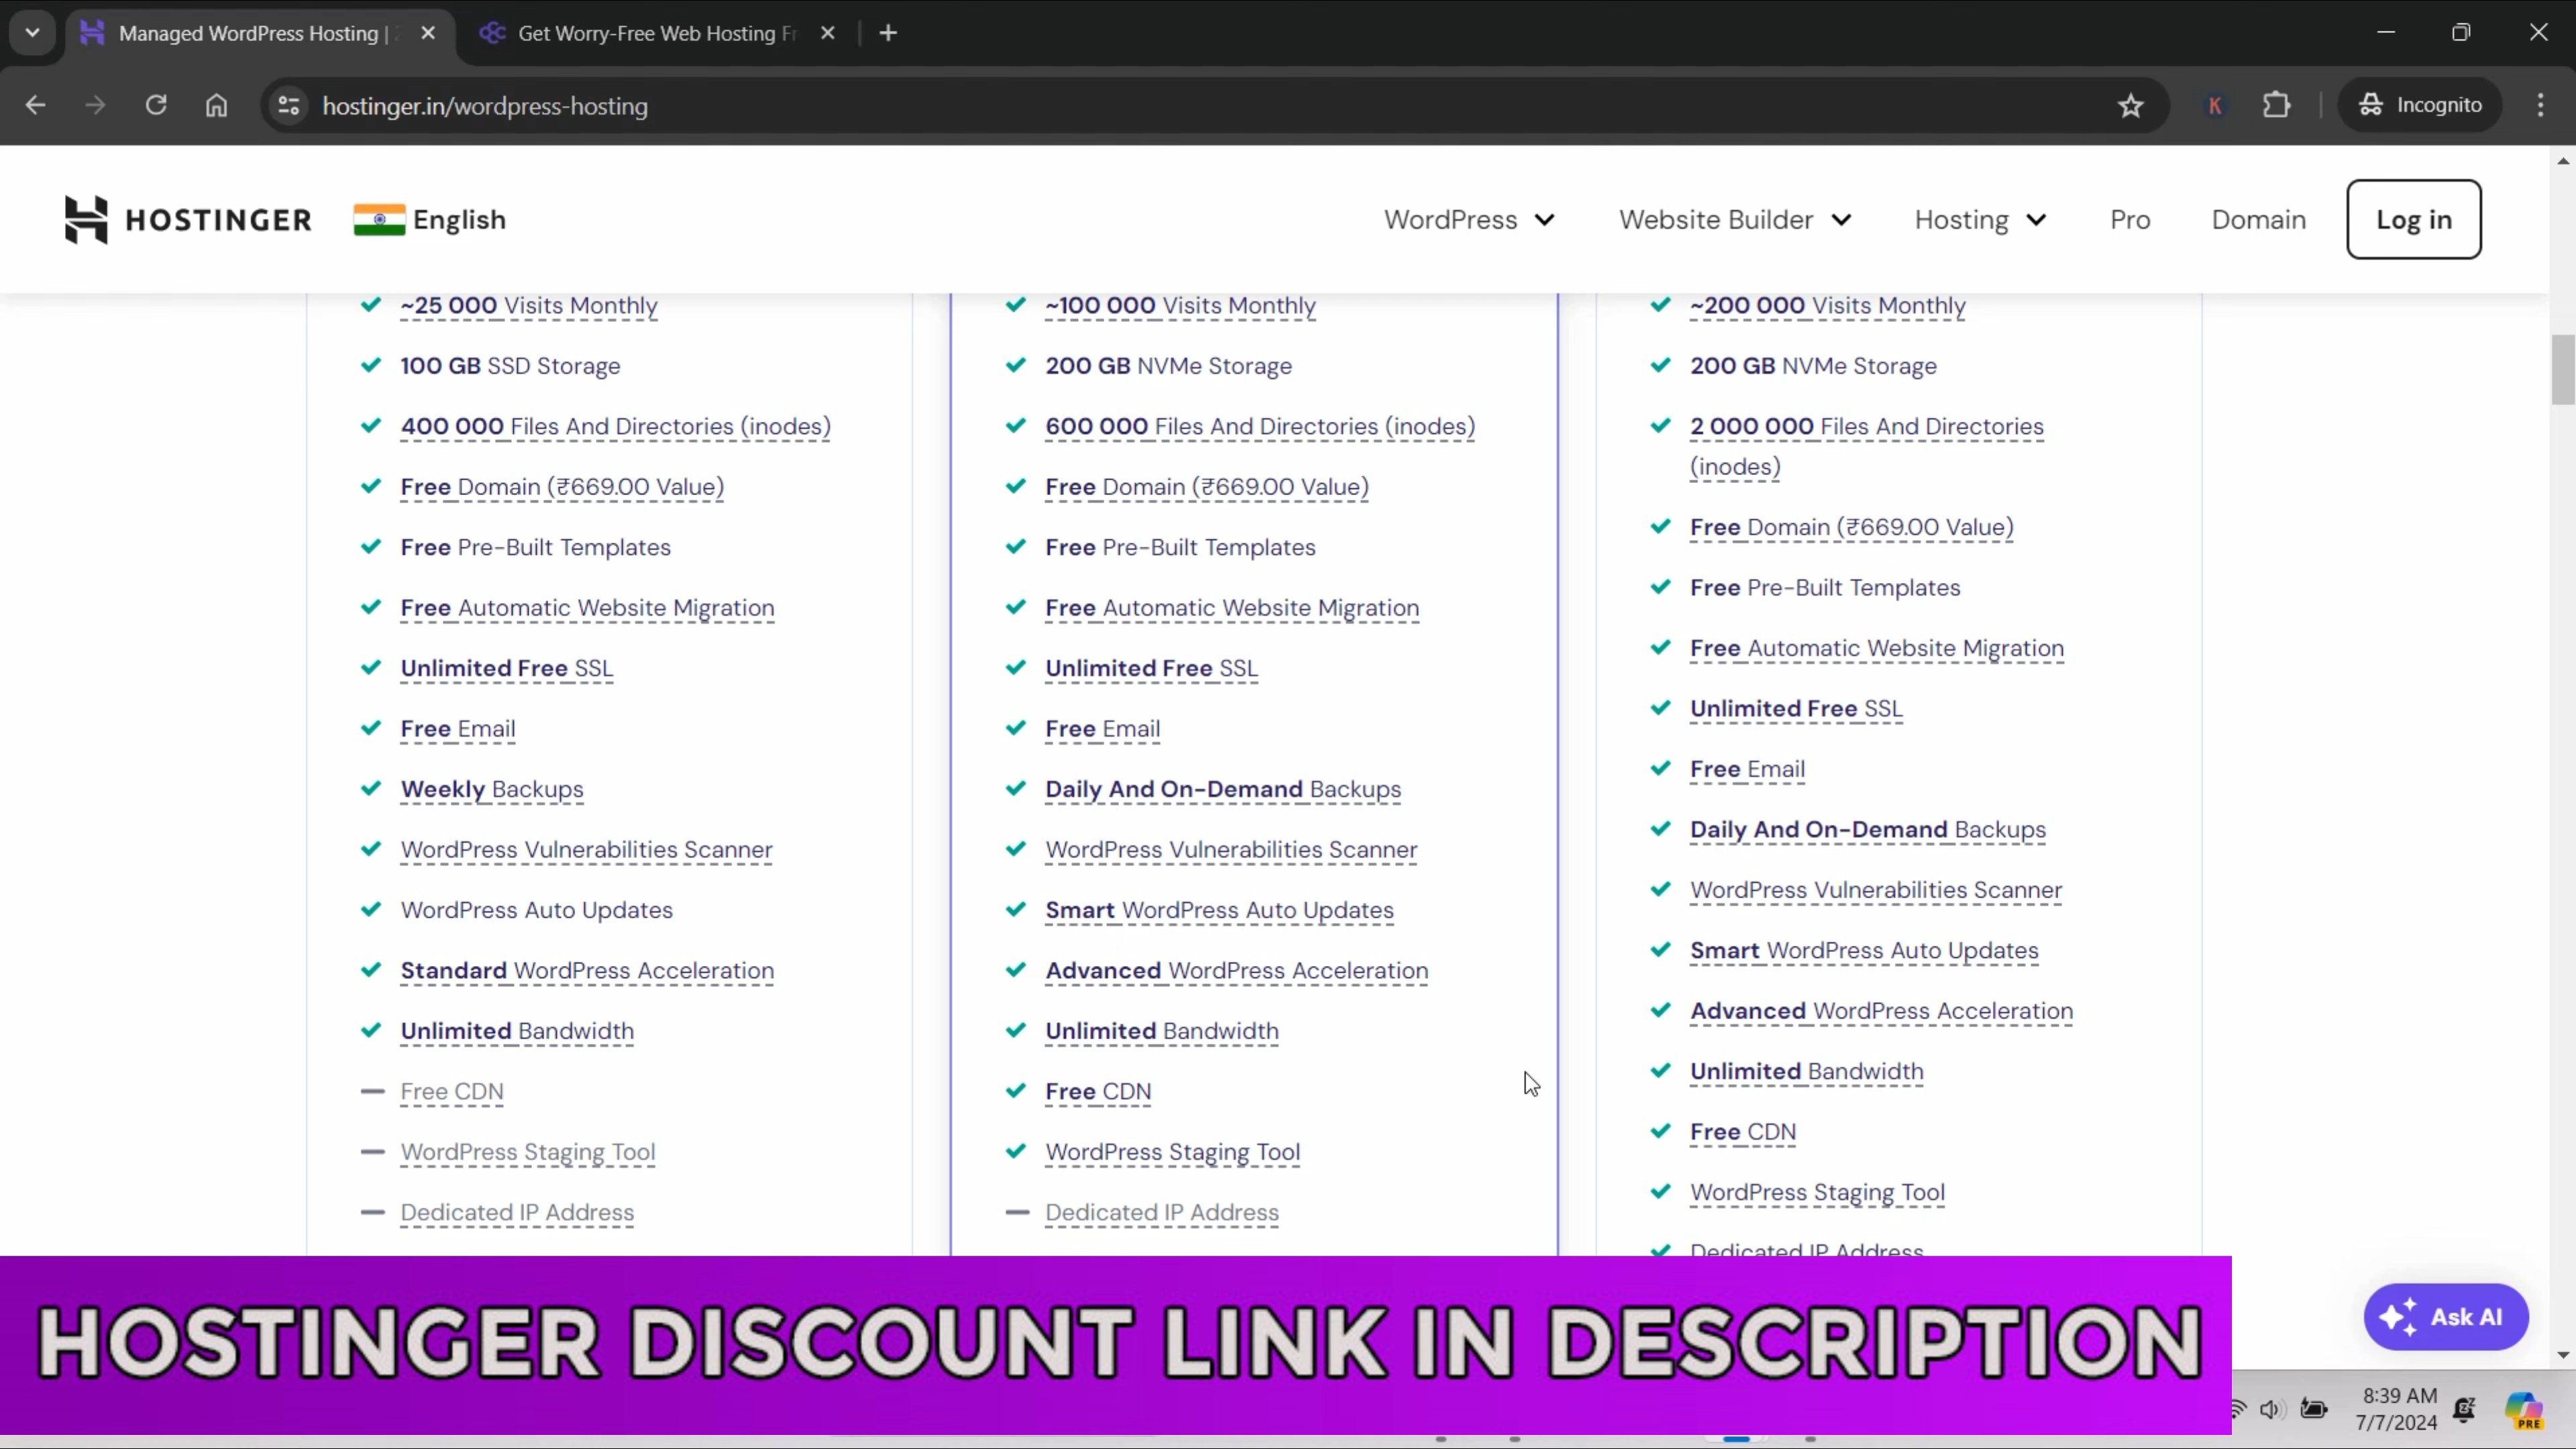 Managed WordPress Hosting |
Get Worry-Free Web Hosting Fr
hostinger.in/wordpress-hosting
K
Incognito
HOSTINGER
English
WordPress
Website Builder
Hosting
Pro
Domain
Log in
~25 000 Visits Monthly
100 GB SSD Storage
400 000 Files And Directories (inodes)
Free Domain (₹669.00 Value)
Free Pre-Built Templates
Free Automatic Website Migration
Unlimited Free SSL
Free Email
Weekly Backups
WordPress Vulnerabilities Scanner
WordPress Auto Updates
Standard WordPress Acceleration
Unlimited Bandwidth
Free CDN
WordPress Staging Tool
Dedicated IP Address
~100 000 Visits Monthly
200 GB NVMe Storage
600 000 Files And Directories (inodes)
Free Domain (₹669.00 Value)
Free Pre-Built Templates
Free Automatic Website Migration
Unlimited Free SSL
Free Email
Daily And On-Demand Backups
WordPress Vulnerabilities Scanner
Smart WordPress Auto Updates
Advanced WordPress Acceleration
Unlimited Bandwidth
Free CDN
WordPress Staging Tool
Dedicated IP Address
~200 000 Visits Monthly
200 GB NVMe Storage
2 000 000 Files And Directories
(inodes)
Free Domain (₹669.00 Value)
Free Pre-Built Templates
Free Automatic Website Migration
Unlimited Free SSL
Free Email
Daily And On-Demand Backups
WordPress Vulnerabilities Scanner
Smart WordPress Auto Updates
Advanced WordPress Acceleration
Unlimited Bandwidth
Free CDN
WordPress Staging Tool
Dedicated IP Address
HOSTINGER DISCOUNT LINK IN DESCRIPTION
Ask AI
8:39 AM
7/7/2024
PRE